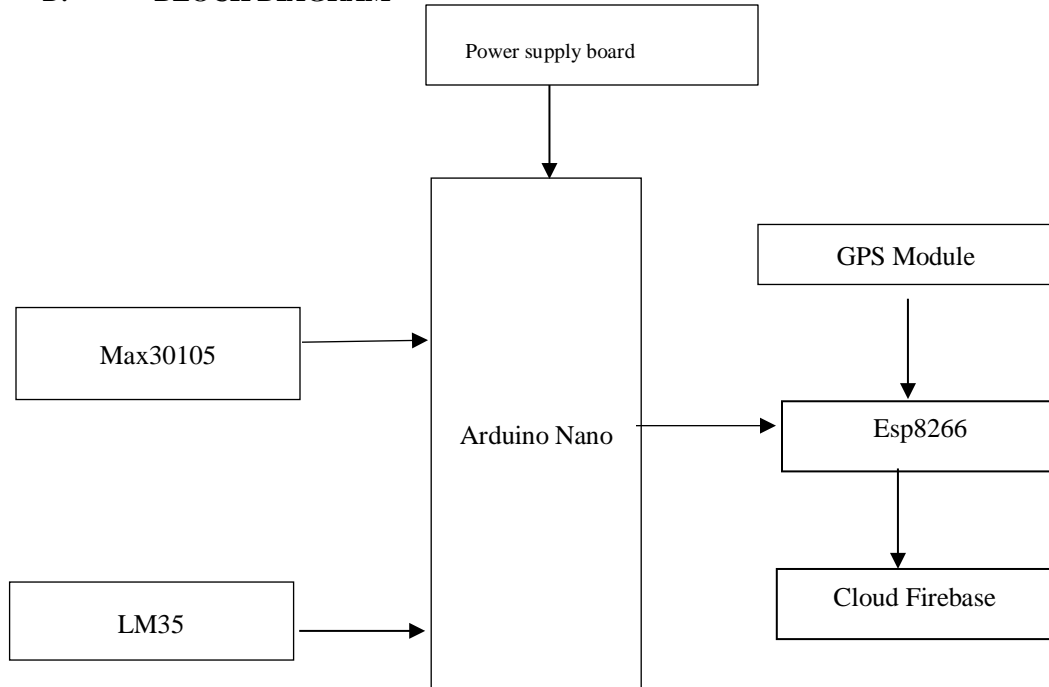 Power supply board
GPS Module
Max30105
Arduino Nano
Esp8266
Cloud Firebase
LM35